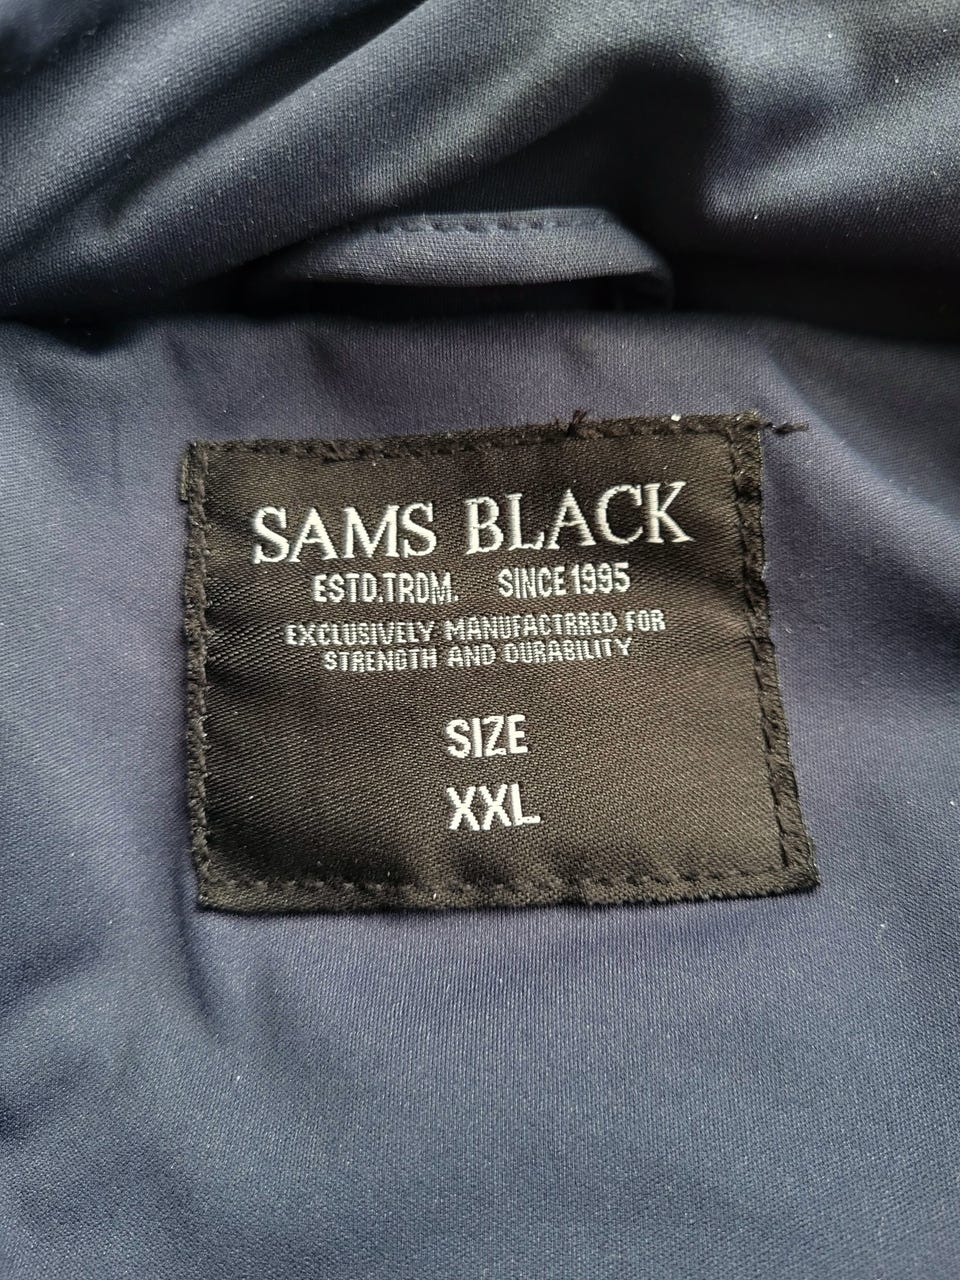 SAMS BLACK
ESTD.TRDM. SINCE 1995
EXCLUSIVELY MANUFACTRRED FOR
STRENGTH AND DURABILITY
SIZE
XXL